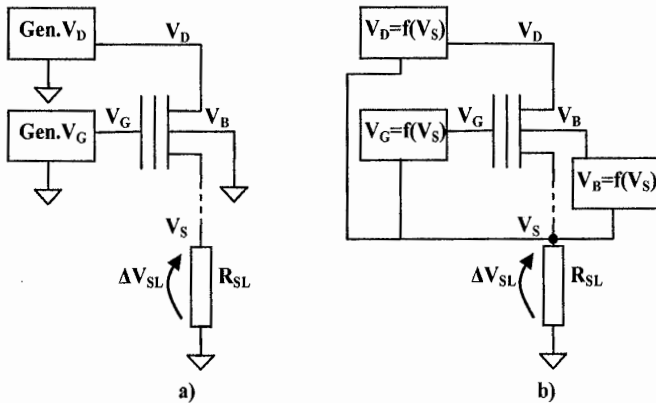 Gen.V_D
V_D
Gen.V_G
V_G
V_B
V_S
ΔV_SL
R_SL
a)
V_D=f(V_S)
V_D
V_G=f(V_S)
V_G
V_B
V_B=f(V_S)
V_S
ΔV_SL
R_SL
b)